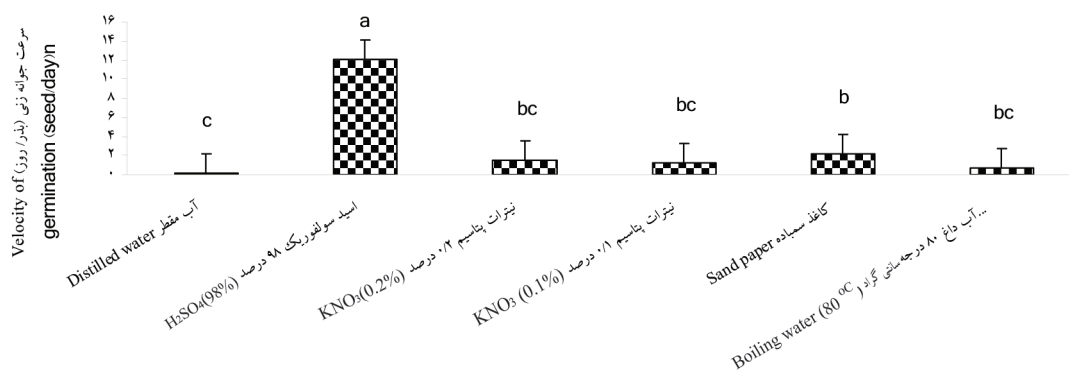 سرعت جوانه زنی (بذر/ روز)
Velocity of
germination (seed/day)n
۱۶
۱۴
۱۲
۱۰
۸
۶
۴
۲
۰
c
a
bc
bc
b
bc
آب مقطر Distilled water
اسید سولفوریک ۹۸ درصد H₂SO₄(98%)
نیترات پتاسیم ۰/۲ درصد KNO₃(0.2%)
نیترات پتاسیم ۰/۱ درصد KNO₃ (0.1%)
کاغذ سمباده Sand paper
آب داغ ۸۰ درجه سانتی گراد... Boiling water (80 ⁰C)